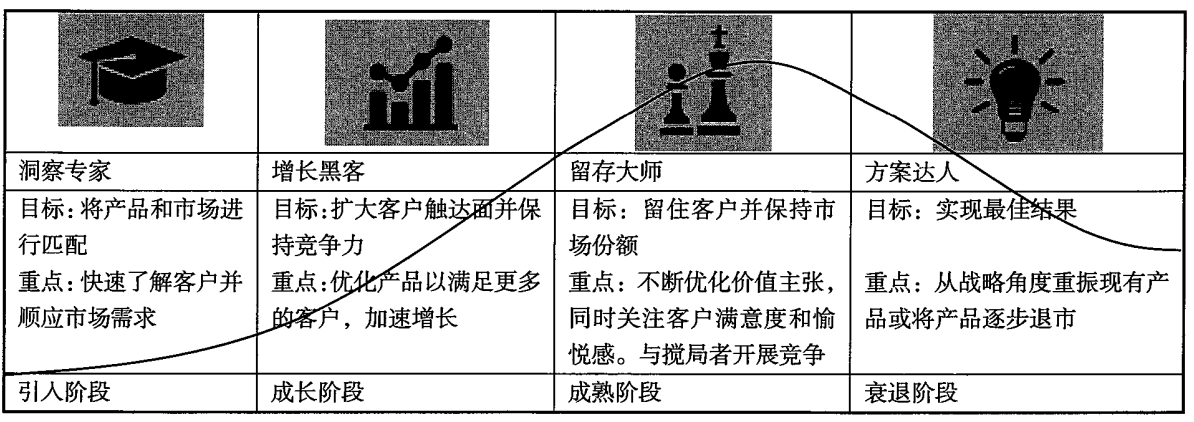 洞察专家
增长黑客
留存大师
方案达人
目标：将产品和市场进
行匹配
重点：快速了解客户并
顺应市场需求
目标：扩大客户触达面并保
持竞争力
重点：优化产品以满足更多
的客户，加速增长
目标：留住客户并保持市
场份额
重点：不断优化价值主张，
同时关注客户满意度和愉
悦感。与搅局者开展竞争
目标：实现最佳结果
重点：从战略角度重振现有产
品或将产品逐步退市
引入阶段
成长阶段
成熟阶段
衰退阶段